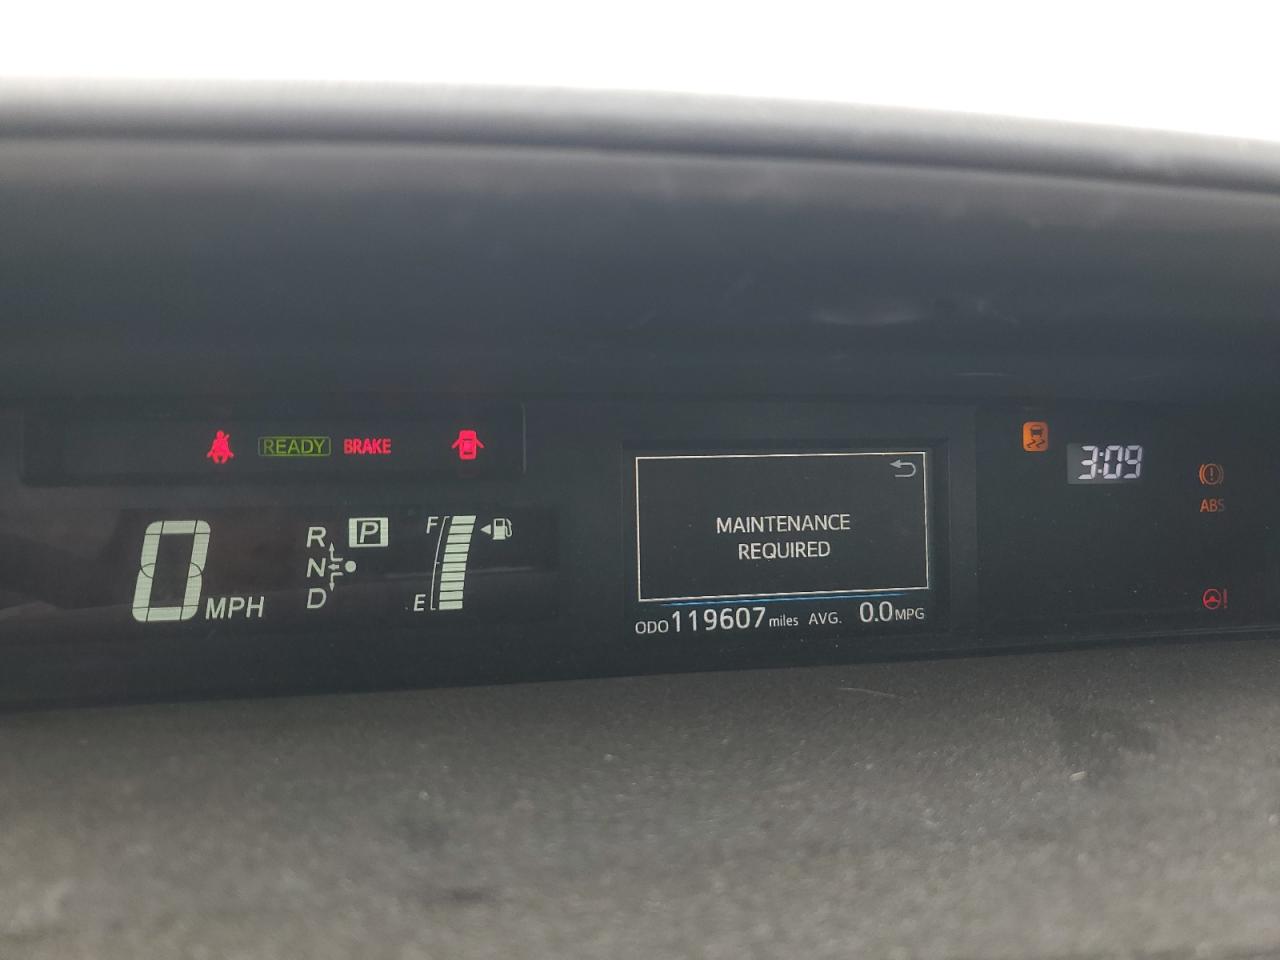 READY BRAKE
3:09
ABS
0 MPH
R P
N
D
F
E
MAINTENANCE
REQUIRED
ODO 119607 miles AVG. 0.0 MPG